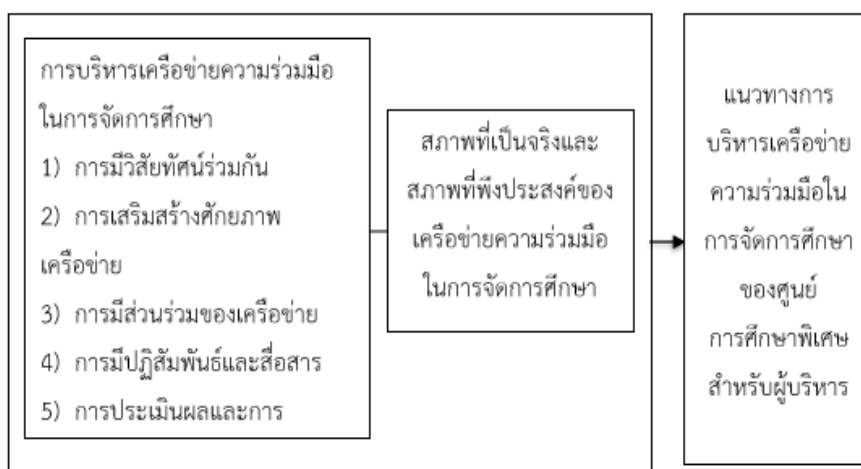 การบริหารเครือข่ายความร่วมมือ
ในการจัดการศึกษา
1) การมีวิสัยทัศน์ร่วมกัน
2) การเสริมสร้างศักยภาพ
เครือข่าย
3) การมีส่วนร่วมของเครือข่าย
4) การมีปฏิสัมพันธ์และสื่อสาร
5) การประเมินผลและการ
สภาพที่เป็นจริงและ
สภาพที่พึงประสงค์ของ
เครือข่ายความร่วมมือ
ในการจัดการศึกษา
แนวทางการ
บริหารเครือข่าย
ความร่วมมือใน
การจัดการศึกษา
ของศูนย์
การศึกษาพิเศษ
สำหรับผู้บริหาร